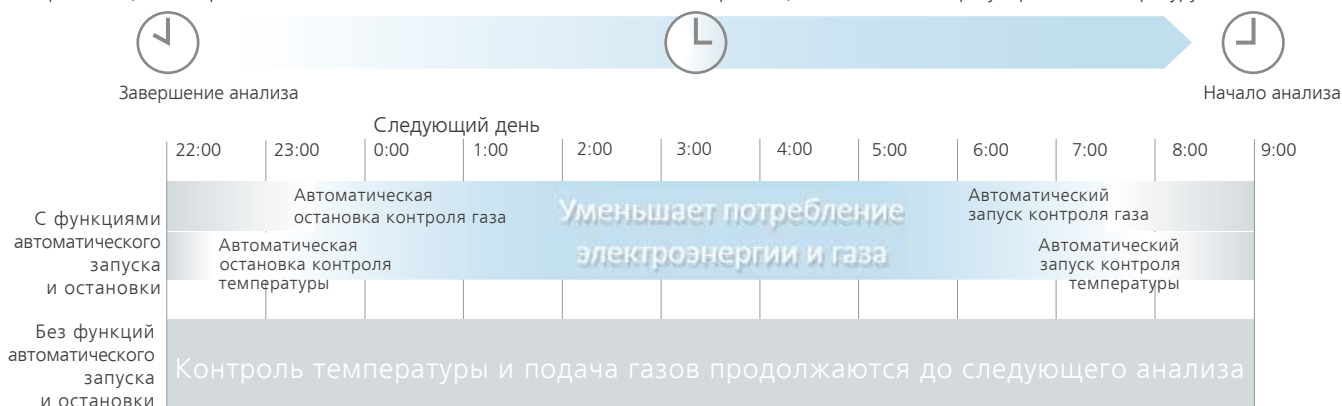 Завершение анализа
Начало анализа
Следующий день
22:00 23:00 0:00 1:00 2:00 3:00 4:00 5:00 6:00 7:00 8:00 9:00
С функциями
автоматического
запуска
и остановки
Автоматическая
остановка контроля газа
Автоматическая
остановка контроля
температуры
Уменьшает потребление
электроэнергии и газа
Автоматический
запуск контроля газа
Автоматический
запуск контроля
температуры
Без функций
автоматического
запуска
и остановки
Контроль температуры и подача газов продолжаются до следующего анализа